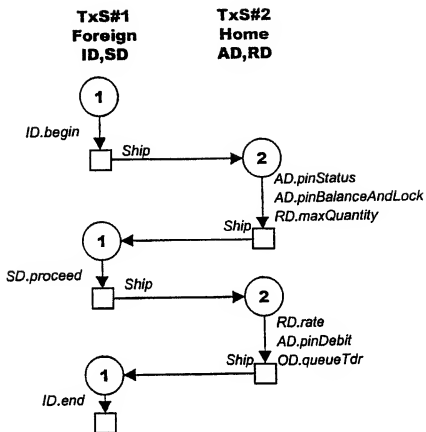 TxS#1 TxS#2
Foreign Home
ID,SD AD,RD
1
ID.begin
Ship
2
AD.pinStatus
AD.pinBalanceAndLock
RD.maxQuantity
Ship
1
SD.proceed
Ship
2
RD.rate
AD.pinDebit
OD.queueTdr
Ship
1
ID.end